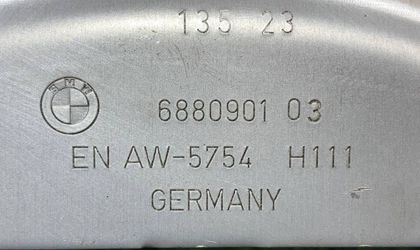 135 23
BMW
6880901 03
EN AW-5754 H111
GERMANY